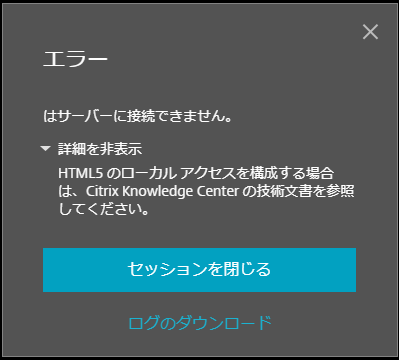 エラー
はサーバーに接続できません。
詳細を非表示
HTML5 のローカル アクセスを構成する場合
は、Citrix Knowledge Center の技術文書を参照
してください。
セッションを閉じる
ログのダウンロード